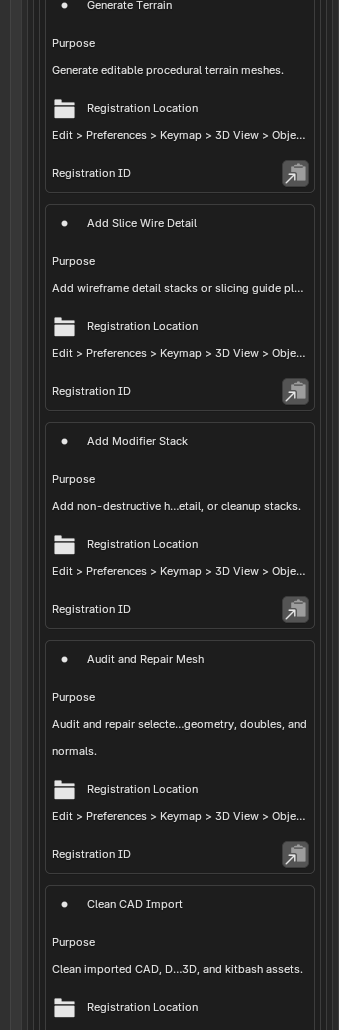 Generate Terrain
Purpose
Generate editable procedural terrain meshes.
Registration Location
Edit > Preferences > Keymap > 3D View > Obje...
Registration ID
Add Slice Wire Detail
Purpose
Add wireframe detail stacks or slicing guide pl...
Registration Location
Edit > Preferences > Keymap > 3D View > Obje...
Registration ID
Add Modifier Stack
Purpose
Add non-destructive h...etail, or cleanup stacks.
Registration Location
Edit > Preferences > Keymap > 3D View > Obje...
Registration ID
Audit and Repair Mesh
Purpose
Audit and repair selecte...geometry, doubles, and
normals.
Registration Location
Edit > Preferences > Keymap > 3D View > Obje...
Registration ID
Clean CAD Import
Purpose
Clean imported CAD, D...3D, and kitbash assets.
Registration Location